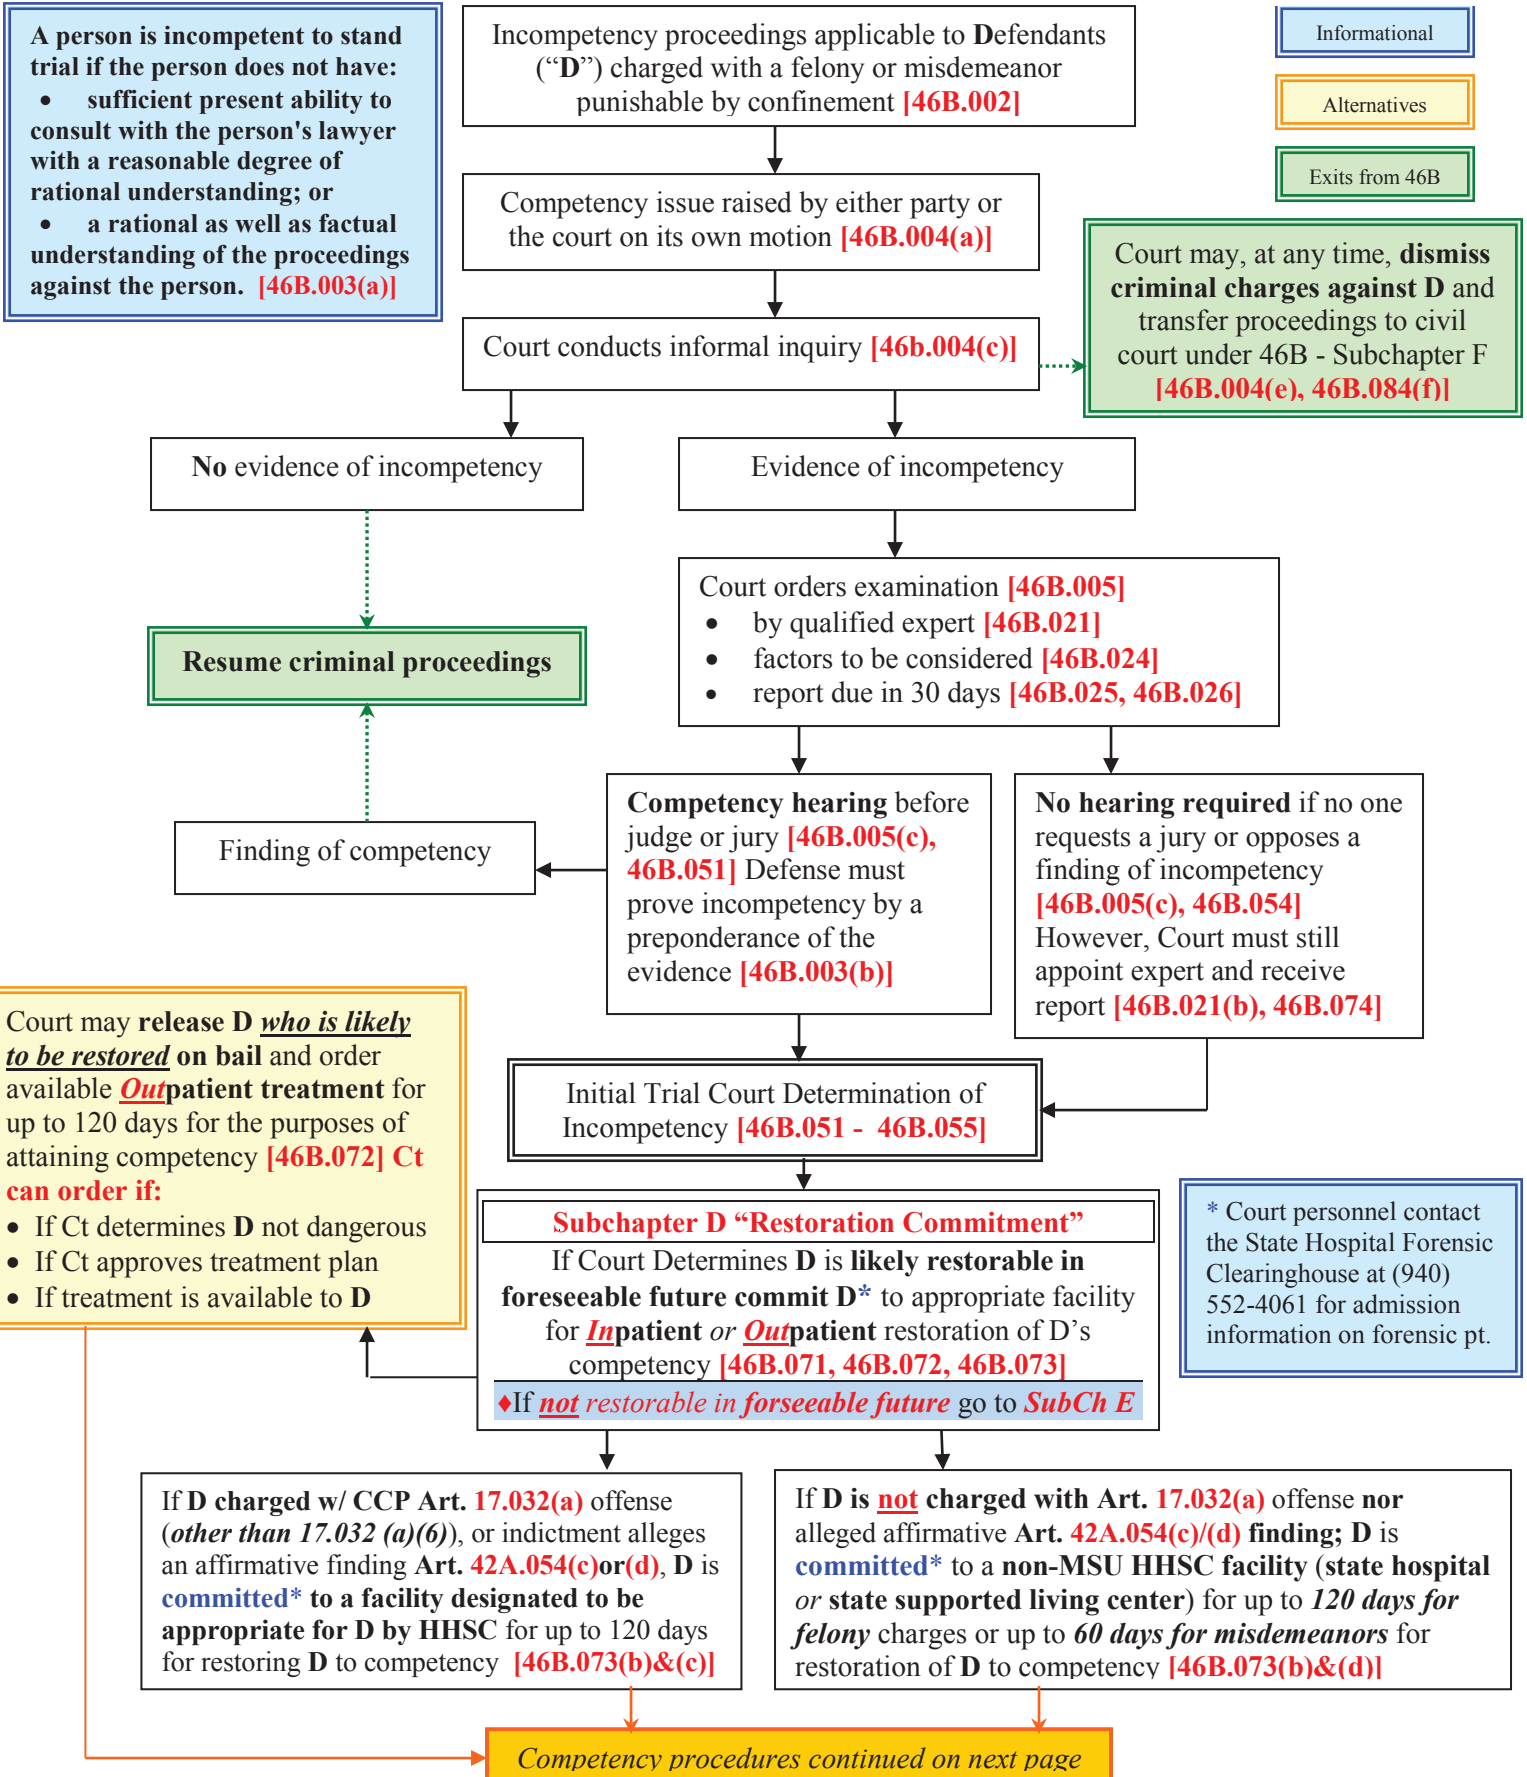 A person is incompetent to stand
trial if the person does not have:
• sufficient present ability to
consult with the person's lawyer
with a reasonable degree of
rational understanding; or
• a rational as well as factual
understanding of the proceedings
against the person. [46B.003(a)]
Incompetency proceedings applicable to Defendants
(“D”) charged with a felony or misdemeanor
punishable by confinement [46B.002]
Informational
Alternatives
Exits from 46B
Competency issue raised by either party or
the court on its own motion [46B.004(a)]
Court may, at any time, dismiss
criminal charges against D and
transfer proceedings to civil
court under 46B - Subchapter F
[46B.004(e), 46B.084(f)]
Court conducts informal inquiry [46b.004(c)]
No evidence of incompetency
Evidence of incompetency
Court orders examination [46B.005]
• by qualified expert [46B.021]
• factors to be considered [46B.024]
• report due in 30 days [46B.025, 46B.026]
Resume criminal proceedings
Finding of competency
Competency hearing before
judge or jury [46B.005(c),
46B.051] Defense must
prove incompetency by a
preponderance of the
evidence [46B.003(b)]
No hearing required if no one
requests a jury or opposes a
finding of incompetency
[46B.005(c), 46B.054]
However, Court must still
appoint expert and receive
report [46B.021(b), 46B.074]
Court may release D who is likely
to be restored on bail and order
available Outpatient treatment for
up to 120 days for the purposes of
attaining competency [46B.072] Ct
can order if:
• If Ct determines D not dangerous
• If Ct approves treatment plan
• If treatment is available to D
Initial Trial Court Determination of
Incompetency [46B.051 - 46B.055]
Subchapter D “Restoration Commitment”
If Court Determines D is likely restorable in
foreseeable future commit D* to appropriate facility
for Inpatient or Outpatient restoration of D’s
competency [46B.071, 46B.072, 46B.073]
♦If not restorable in forseeable future go to SubCh E
* Court personnel contact
the State Hospital Forensic
Clearinghouse at (940)
552-4061 for admission
information on forensic pt.
If D charged w/ CCP Art. 17.032(a) offense
(other than 17.032 (a)(6)), or indictment alleges
an affirmative finding Art. 42A.054(c)or(d), D is
committed* to a facility designated to be
appropriate for D by HHSC for up to 120 days
for restoring D to competency [46B.073(b)&(c)]
If D is not charged with Art. 17.032(a) offense nor
alleged affirmative Art. 42A.054(c)/(d) finding; D is
committed* to a non-MSU HHSC facility (state hospital
or state supported living center) for up to 120 days for
felony charges or up to 60 days for misdemeanors for
restoration of D to competency [46B.073(b)&(d)]
Competency procedures continued on next page